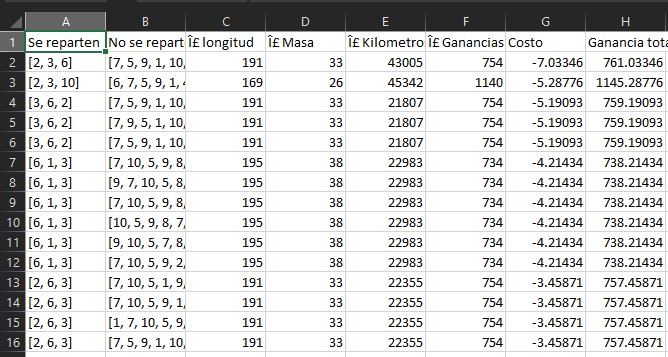 A B C D E F G H
1 Se reparten No se repart Î£ longitud Î£ Masa Î£ Kilometro Î£ Ganancias Costo Ganancia tota
2 [2, 3, 6] [7, 5, 9, 1, 10, 191 33 43005 754 -7.03346 761.03346
3 [2, 3, 10] [6, 7, 5, 9, 1, 4 169 26 45342 1140 -5.28776 1145.28776
4 [3, 6, 2] [7, 5, 9, 1, 10, 191 33 21807 754 -5.19093 759.19093
5 [3, 6, 2] [7, 9, 5, 1, 10, 191 33 21807 754 -5.19093 759.19093
6 [3, 6, 2] [7, 5, 9, 1, 10, 191 33 21807 754 -5.19093 759.19093
7 [6, 1, 3] [7, 10, 5, 9, 8, 195 38 22983 734 -4.21434 738.21434
8 [6, 1, 3] [9, 7, 10, 5, 8, 195 38 22983 734 -4.21434 738.21434
9 [6, 1, 3] [7, 10, 5, 9, 8, 195 38 22983 734 -4.21434 738.21434
10 [6, 1, 3] [10, 5, 9, 8, 7, 195 38 22983 734 -4.21434 738.21434
11 [6, 1, 3] [9, 10, 5, 7, 8, 195 38 22983 734 -4.21434 738.21434
12 [6, 1, 3] [7, 10, 5, 9, 2, 195 38 22983 734 -4.21434 738.21434
13 [2, 6, 3] [7, 10, 5, 1, 9, 191 33 22355 754 -3.45871 757.45871
14 [2, 6, 3] [7, 10, 5, 9, 1, 191 33 22355 754 -3.45871 757.45871
15 [2, 6, 3] [1, 7, 10, 5, 9, 191 33 22355 754 -3.45871 757.45871
16 [2, 6, 3] [7, 5, 9, 1, 10, 191 33 22355 754 -3.45871 757.45871